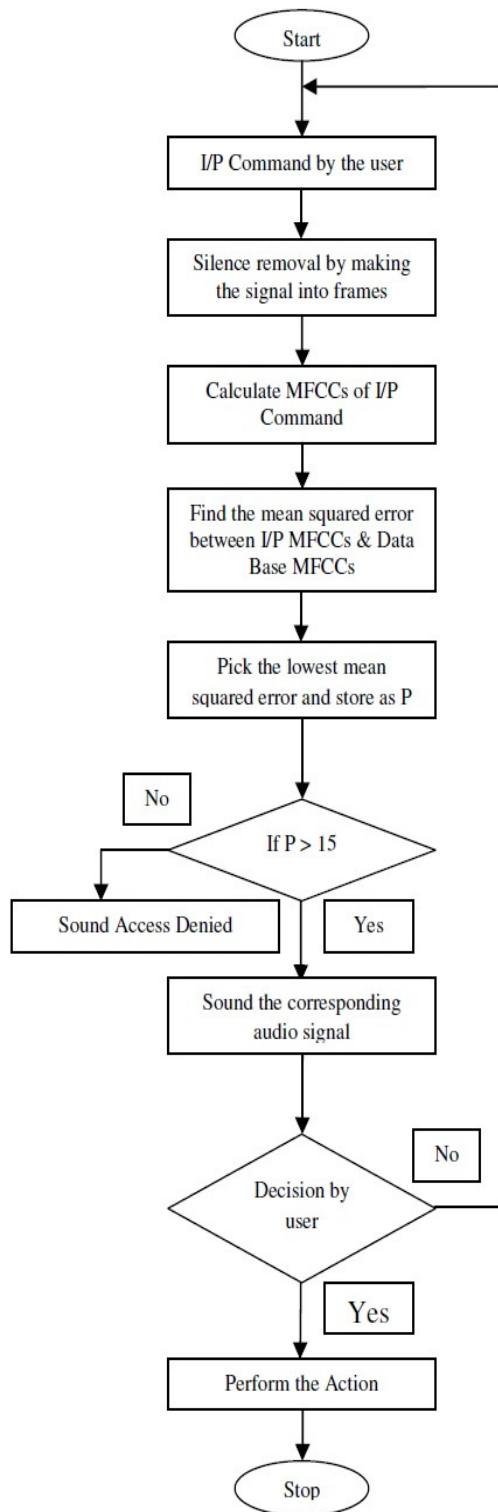 Start
I/P Command by the user
Silence removal by making
the signal into frames
Calculate MFCCs of I/P
Command
Find the mean squared error
between I/P MFCCs & Data
Base MFCCs
Pick the lowest mean
squared error and store as P
No
If P > 15
Sound Access Denied
Yes
Sound the corresponding
audio signal
No
Decision by
user
Yes
Perform the Action
Stop